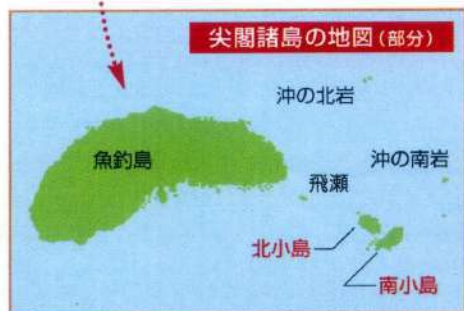 尖閣諸島の地図(部分)
沖の北岩
魚釣島
沖の南岩
飛瀬
北小島
南小島